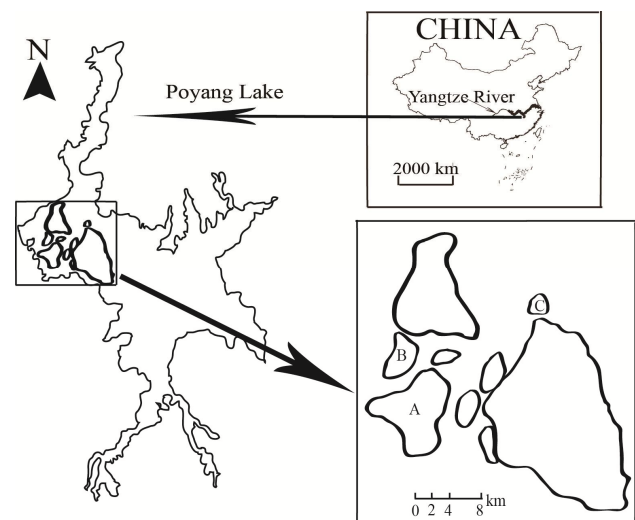 N
CHINA
Poyang Lake
Yangtze River
2000 km
C
B
A
0 2 4 8 km